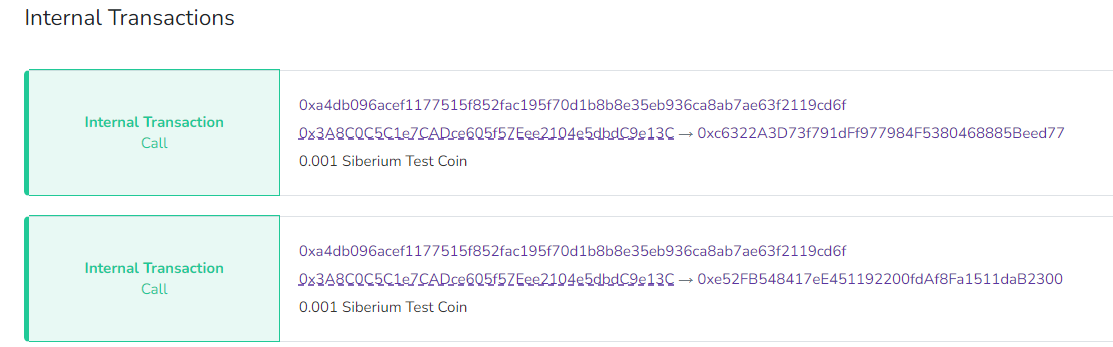 Internal Transactions
Internal Transaction
Call
0xa4db096acef1177515f852fac195f70d1b8b8e35eb936ca8ab7ae63f2119cd6f
0x3A8C0C5C1e7CADce605f57Eee2104e5dbdC9e13C → 0xc6322A3D73f791dFf977984F5380468885Beed77
0.001 Siberium Test Coin
Internal Transaction
Call
0xa4db096acef1177515f852fac195f70d1b8b8e35eb936ca8ab7ae63f2119cd6f
0x3A8C0C5C1e7CADce605f57Eee2104e5dbdC9e13C → 0xe52FB548417eE451192200fdAf8Fa1511daB2300
0.001 Siberium Test Coin